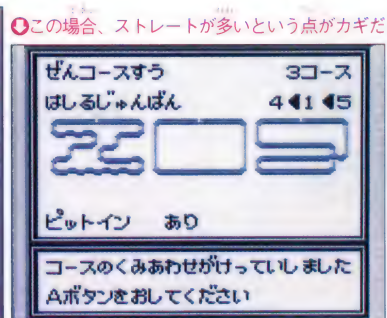 この場合、ストレートが多いという点がカギだ
ぜんコースすう 3コース
はしるじゅんばん 4◀1◀5
ピットイン あり
コースのくみあわせがけっていしました
Aボタンをおしてください